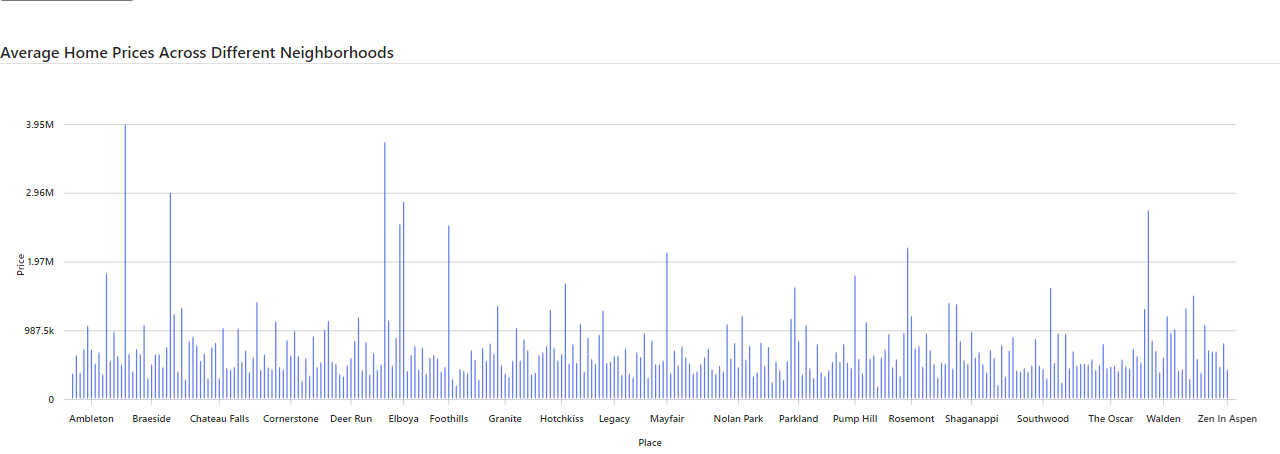 Average Home Prices Across Different Neighborhoods
3.95M
2.96M
1.97M
987.5k
0
Price
Ambleton Braeside Chateau Falls Cornerstone Deer Run Elboya Foothills Granite Hotchkiss Legacy Mayfair Nolan Park Parkland Pump Hill Rosemont Shaganappi Southwood The Oscar Walden Zen In Aspen
Place